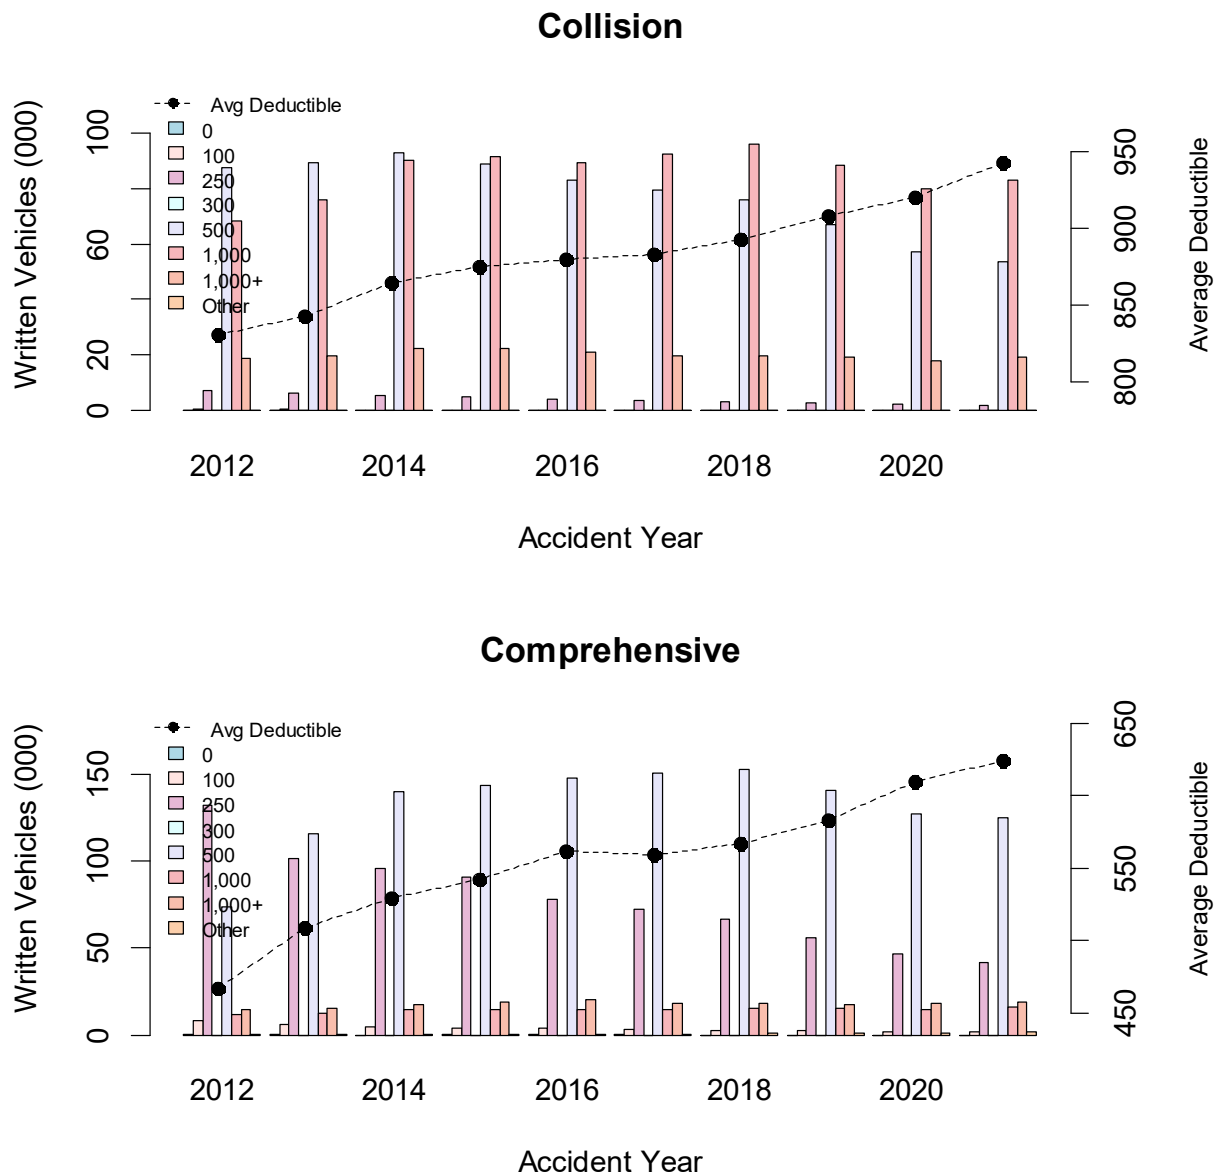 Collision
Written Vehicles (000)
100
60
20
0
Avg Deductible
0
100
250
300
500
1,000
1,000+
Other
950
900
850
800
Average Deductible
2012 2014 2016 2018 2020
Accident Year
Comprehensive
Written Vehicles (000)
150
100
50
0
Avg Deductible
0
100
250
300
500
1,000
1,000+
Other
650
550
450
Average Deductible
2012 2014 2016 2018 2020
Accident Year